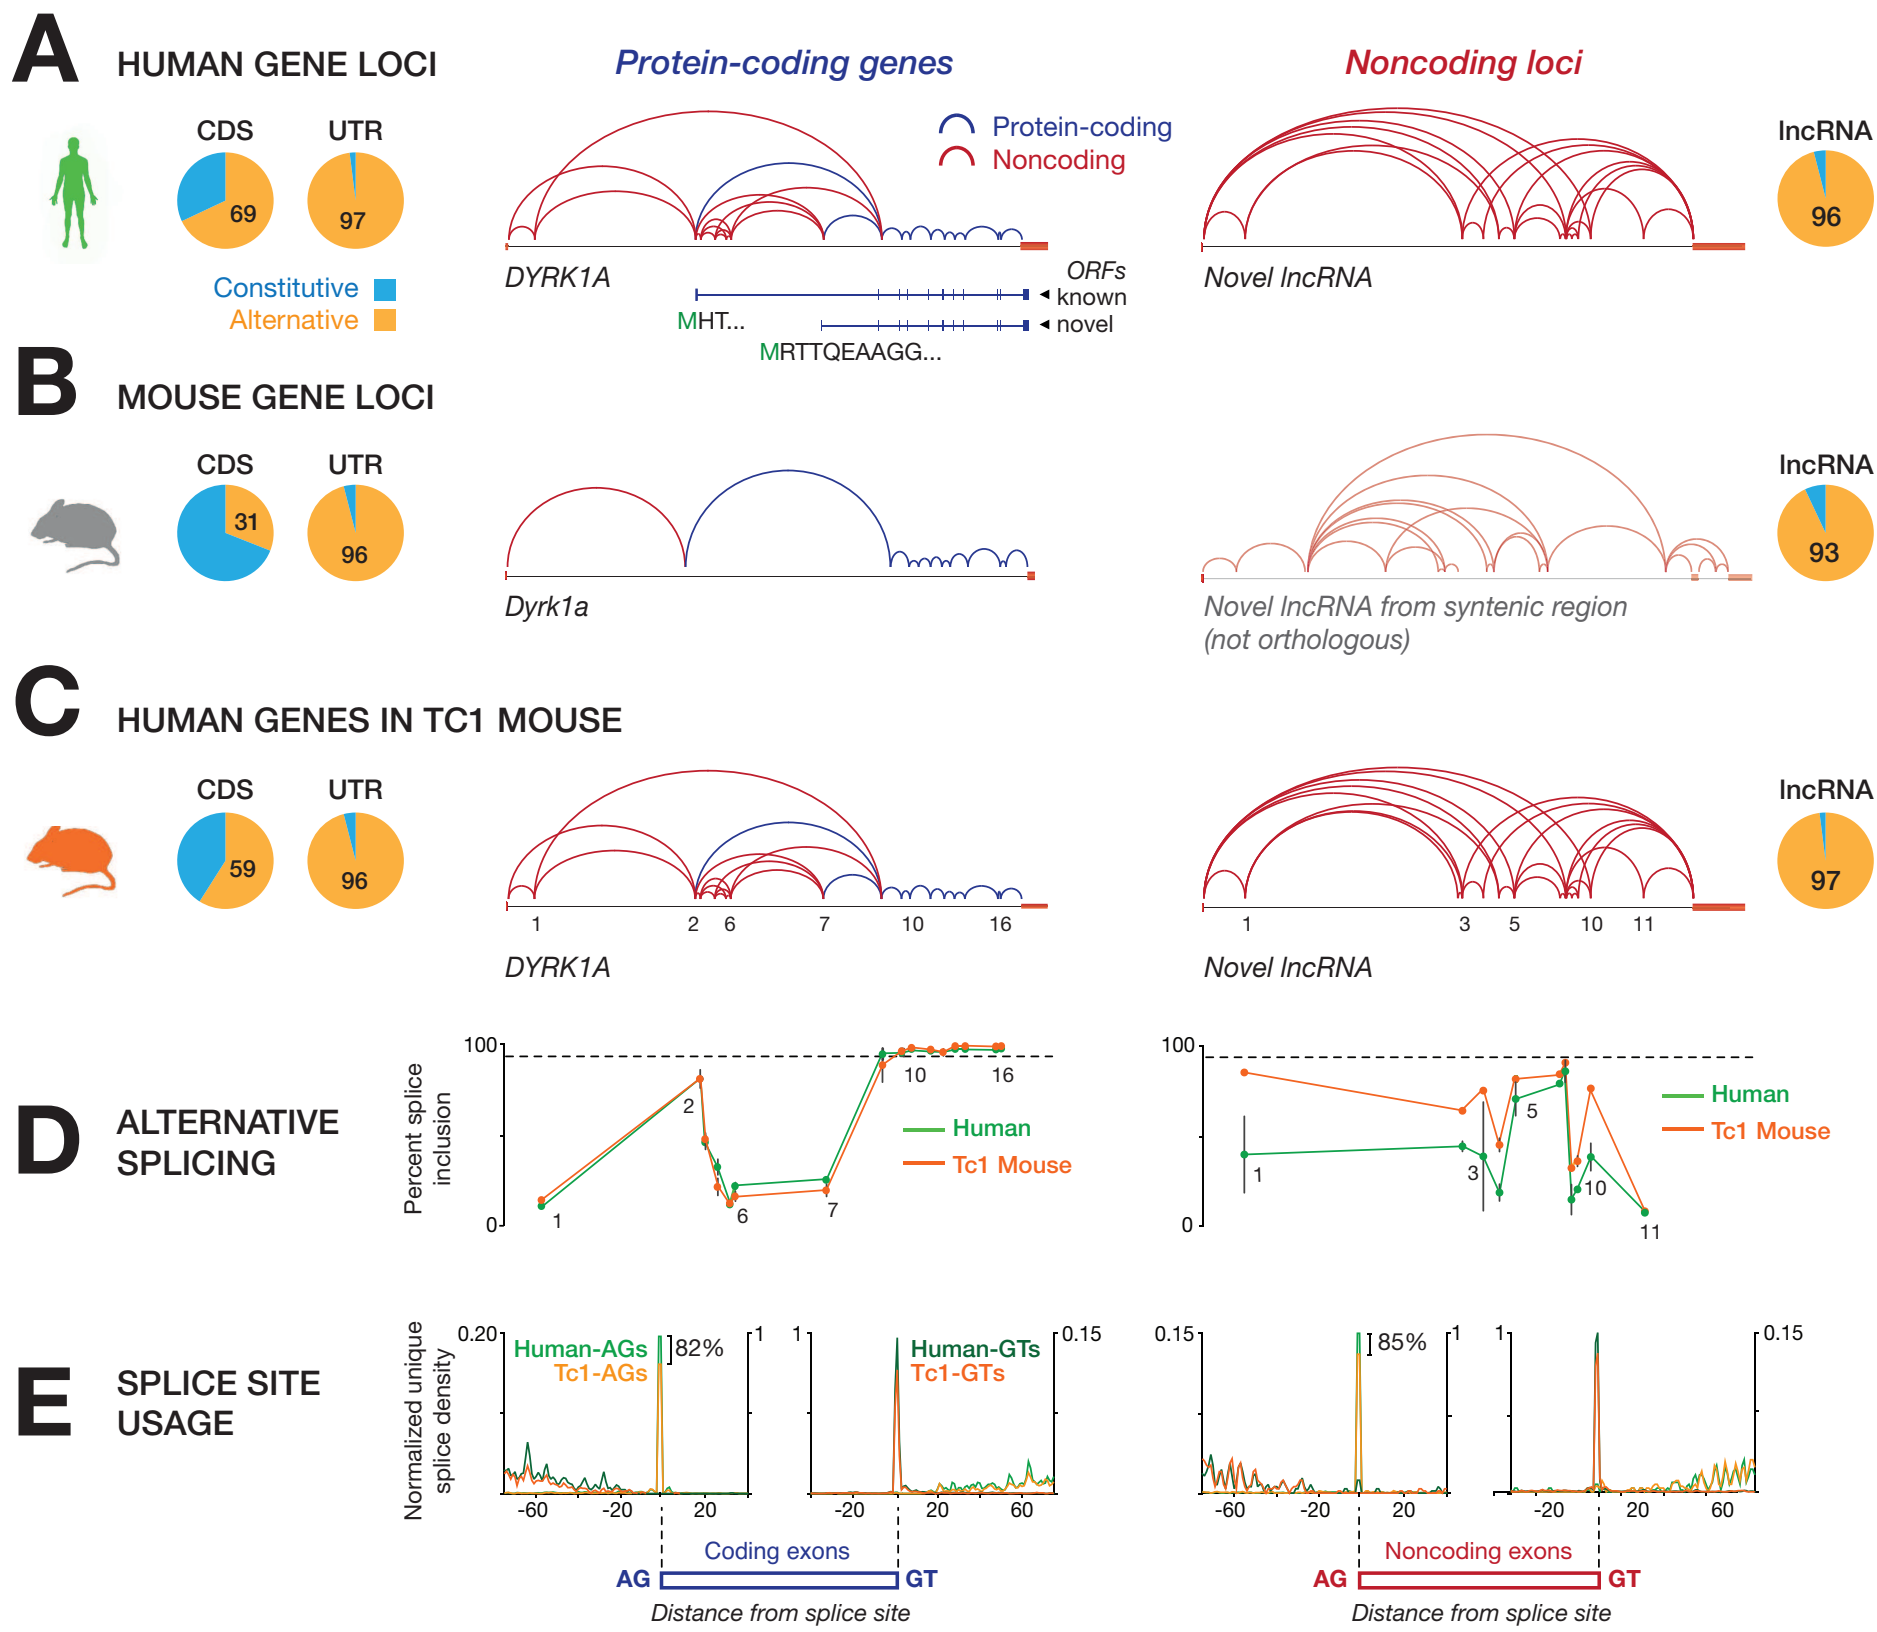 A
HUMAN GENE LOCI
Protein-coding genes
Noncoding loci
CDS
UTR
69
97
Constitutive
Alternative
Protein-coding
Noncoding
DYRK1A
ORFs
known
MHT...
novel
MRTTQEAAGG...
Novel lncRNA
lncRNA
96
B
MOUSE GENE LOCI
CDS
UTR
31
96
Dyrk1a
Novel lncRNA from syntenic region
(not orthologous)
lncRNA
93
C
HUMAN GENES IN TC1 MOUSE
CDS
UTR
59
96
1 2 6 7 10 16
DYRK1A
1 3 5 10 11
Novel lncRNA
lncRNA
97
D
ALTERNATIVE
SPLICING
Percent splice
inclusion
100
0
1
2
6
7
10
16
Human
Tc1 Mouse
100
0
1
3
5
10
11
Human
Tc1 Mouse
E
SPLICE SITE
USAGE
Normalized unique
splice density
0.20
Human-AGs
Tc1-AGs
82%
1
-60 -20 20
1
Human-GTs
Tc1-GTs
0.15
-20 20 60
0.15
85%
1
-60 -20 20
1
0.15
-20 20 60
Coding exons
AG GT
Distance from splice site
Noncoding exons
AG GT
Distance from splice site